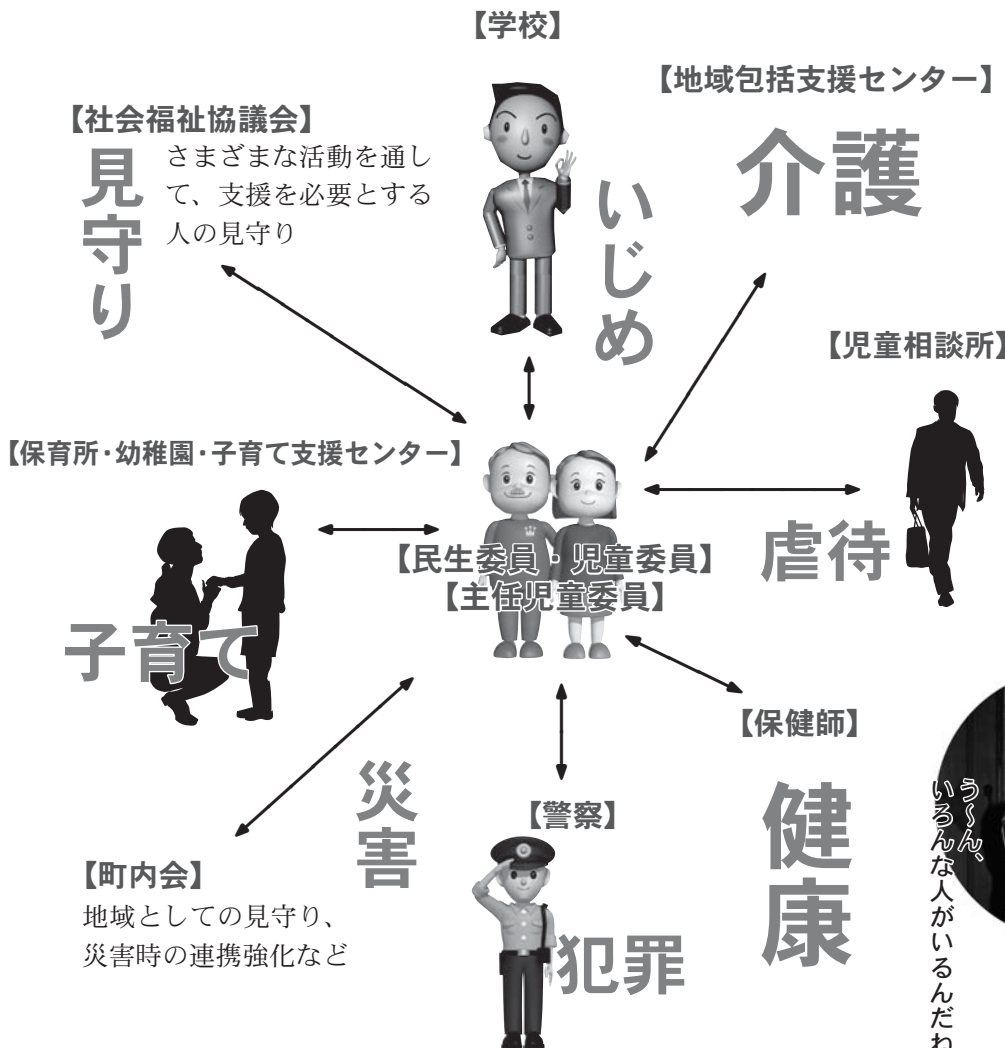 【学校】
いじめ
【地域包括支援センター】
介護
【社会福祉協議会】
見守り
さまざまな活動を通し
て、支援を必要とする
人の見守り
【児童相談所】
虐待
【保育所・幼稚園・子育て支援センター】
子育て
【民生委員・児童委員】
【主任児童委員】
【保健師】
健康
災害
【町内会】
地域としての見守り、
災害時の連携強化など
【警察】
犯罪
う〜ん、
いろんな人がいるんだね